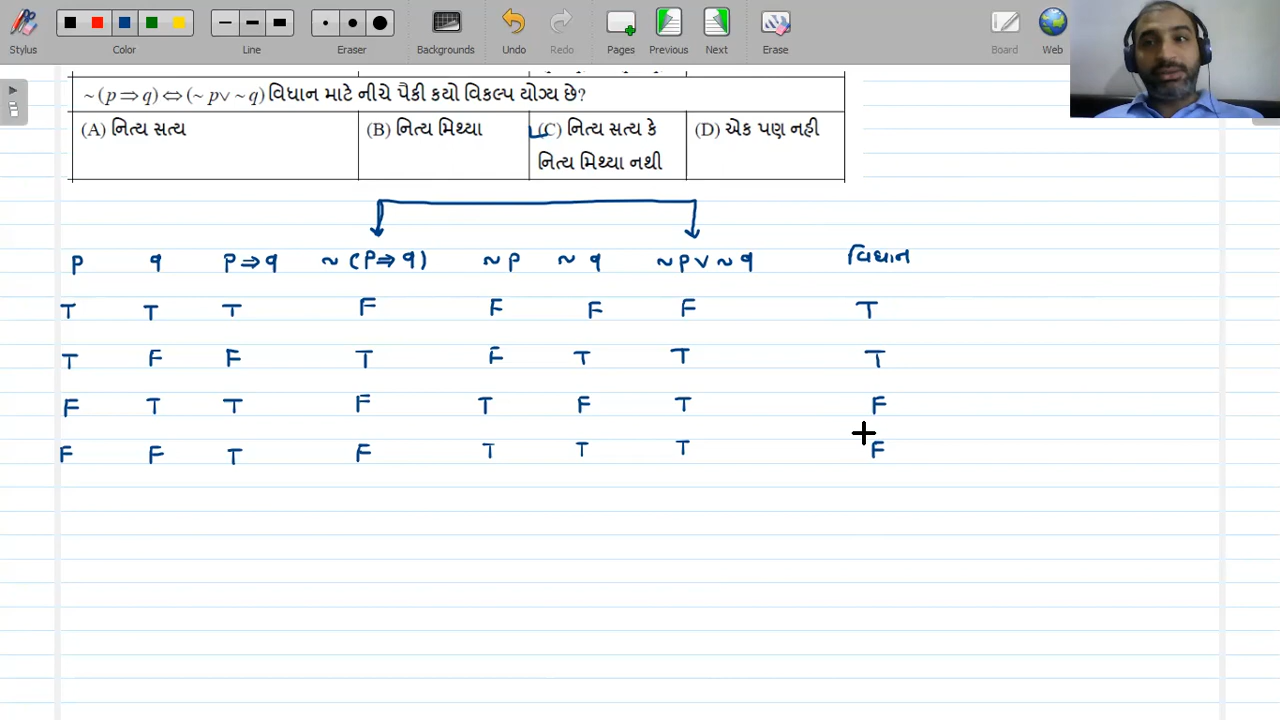 Stylus Color Line Eraser Backgrounds Undo Redo Pages Previous Next Erase Board Web
~ (p ⇒ q) ⇔ (~ p∨ ~ q) વિધાન માટે નીચે પૈકી કયો વિકલ્પ યોગ્ય છે?
(A) નિત્ય સત્ય (B) નિત્ય મિથ્યા (C) નિત્ય સત્ય કે (D) એક પણ નહી
નિત્ય મિથ્યા નથી
p q p ⇒ q ~ (p ⇒ q) ~ p ~ q ~ p ∨ ~ q વિધાન
T T T F F F F T
T F F T F T T T
F T T F T F T F
F F T F T T T F